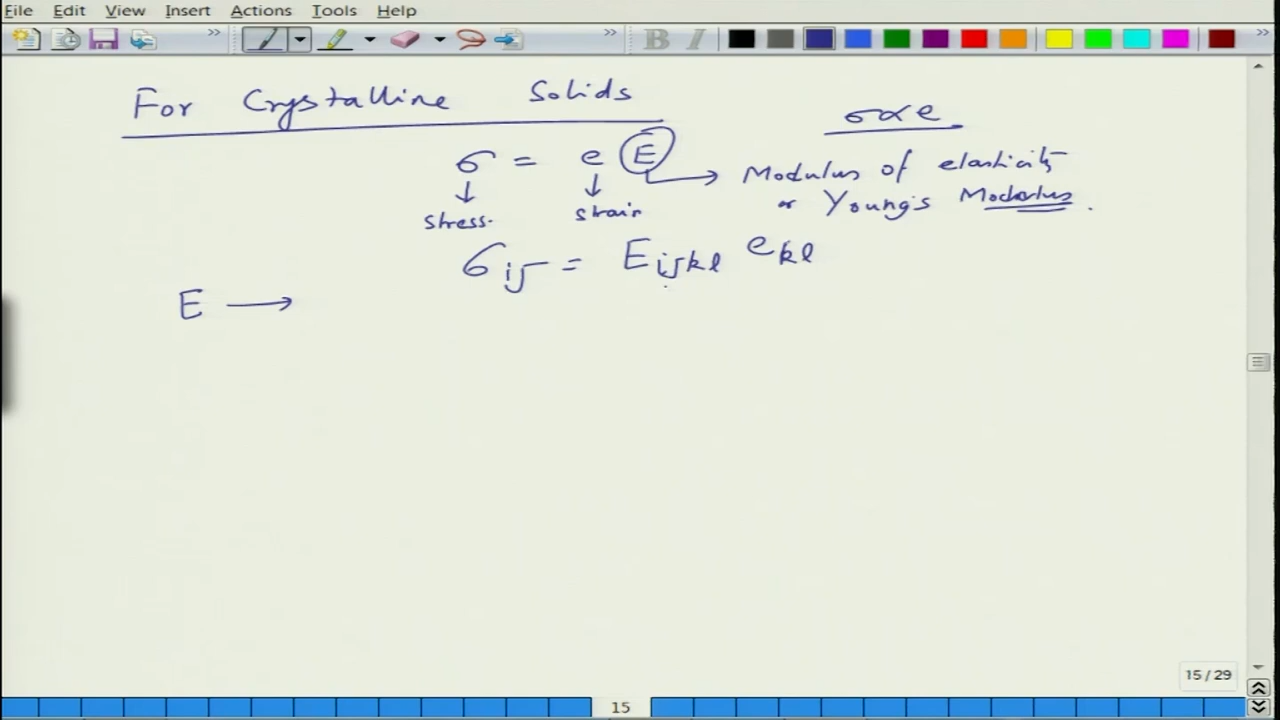 File Edit View Insert Actions Tools Help
B I
For Crystalline Solids
σ ∝ e
σ = e E → Modulus of elasticity
or Young's Modulus.
↓ stress. ↓ strain
σij = Eijkl ekl
E →
15 / 29
15